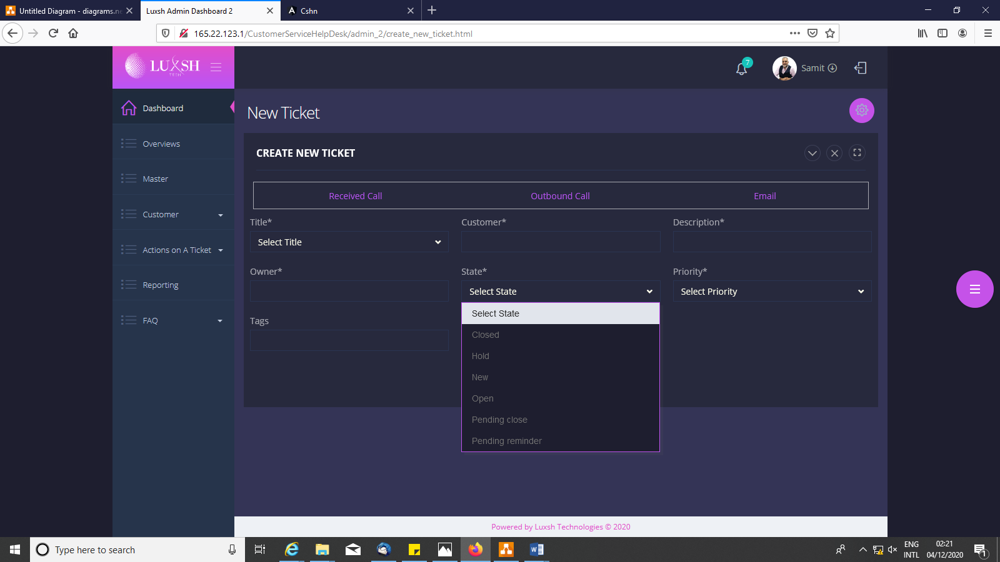 Untitled Diagram - diagrams.ne
Luxsh Admin Dashboard 2
Cshn
165.22.123.1/CustomerServiceHelpDesk/admin_2/create_new_ticket.html
LUXSH
TECH
7
Samit
Dashboard
Overviews
Master
Customer
Actions on A Ticket
Reporting
FAQ
New Ticket
CREATE NEW TICKET
Received Call
Outbound Call
Email
Title*
Customer*
Description*
Select Title
Owner*
State*
Priority*
Select State
Select Priority
Tags
Select State
Closed
Hold
New
Open
Pending close
Pending reminder
Powered by Luxsh Technologies © 2020
Type here to search
ENG
INTL
02:21
04/12/2020
1